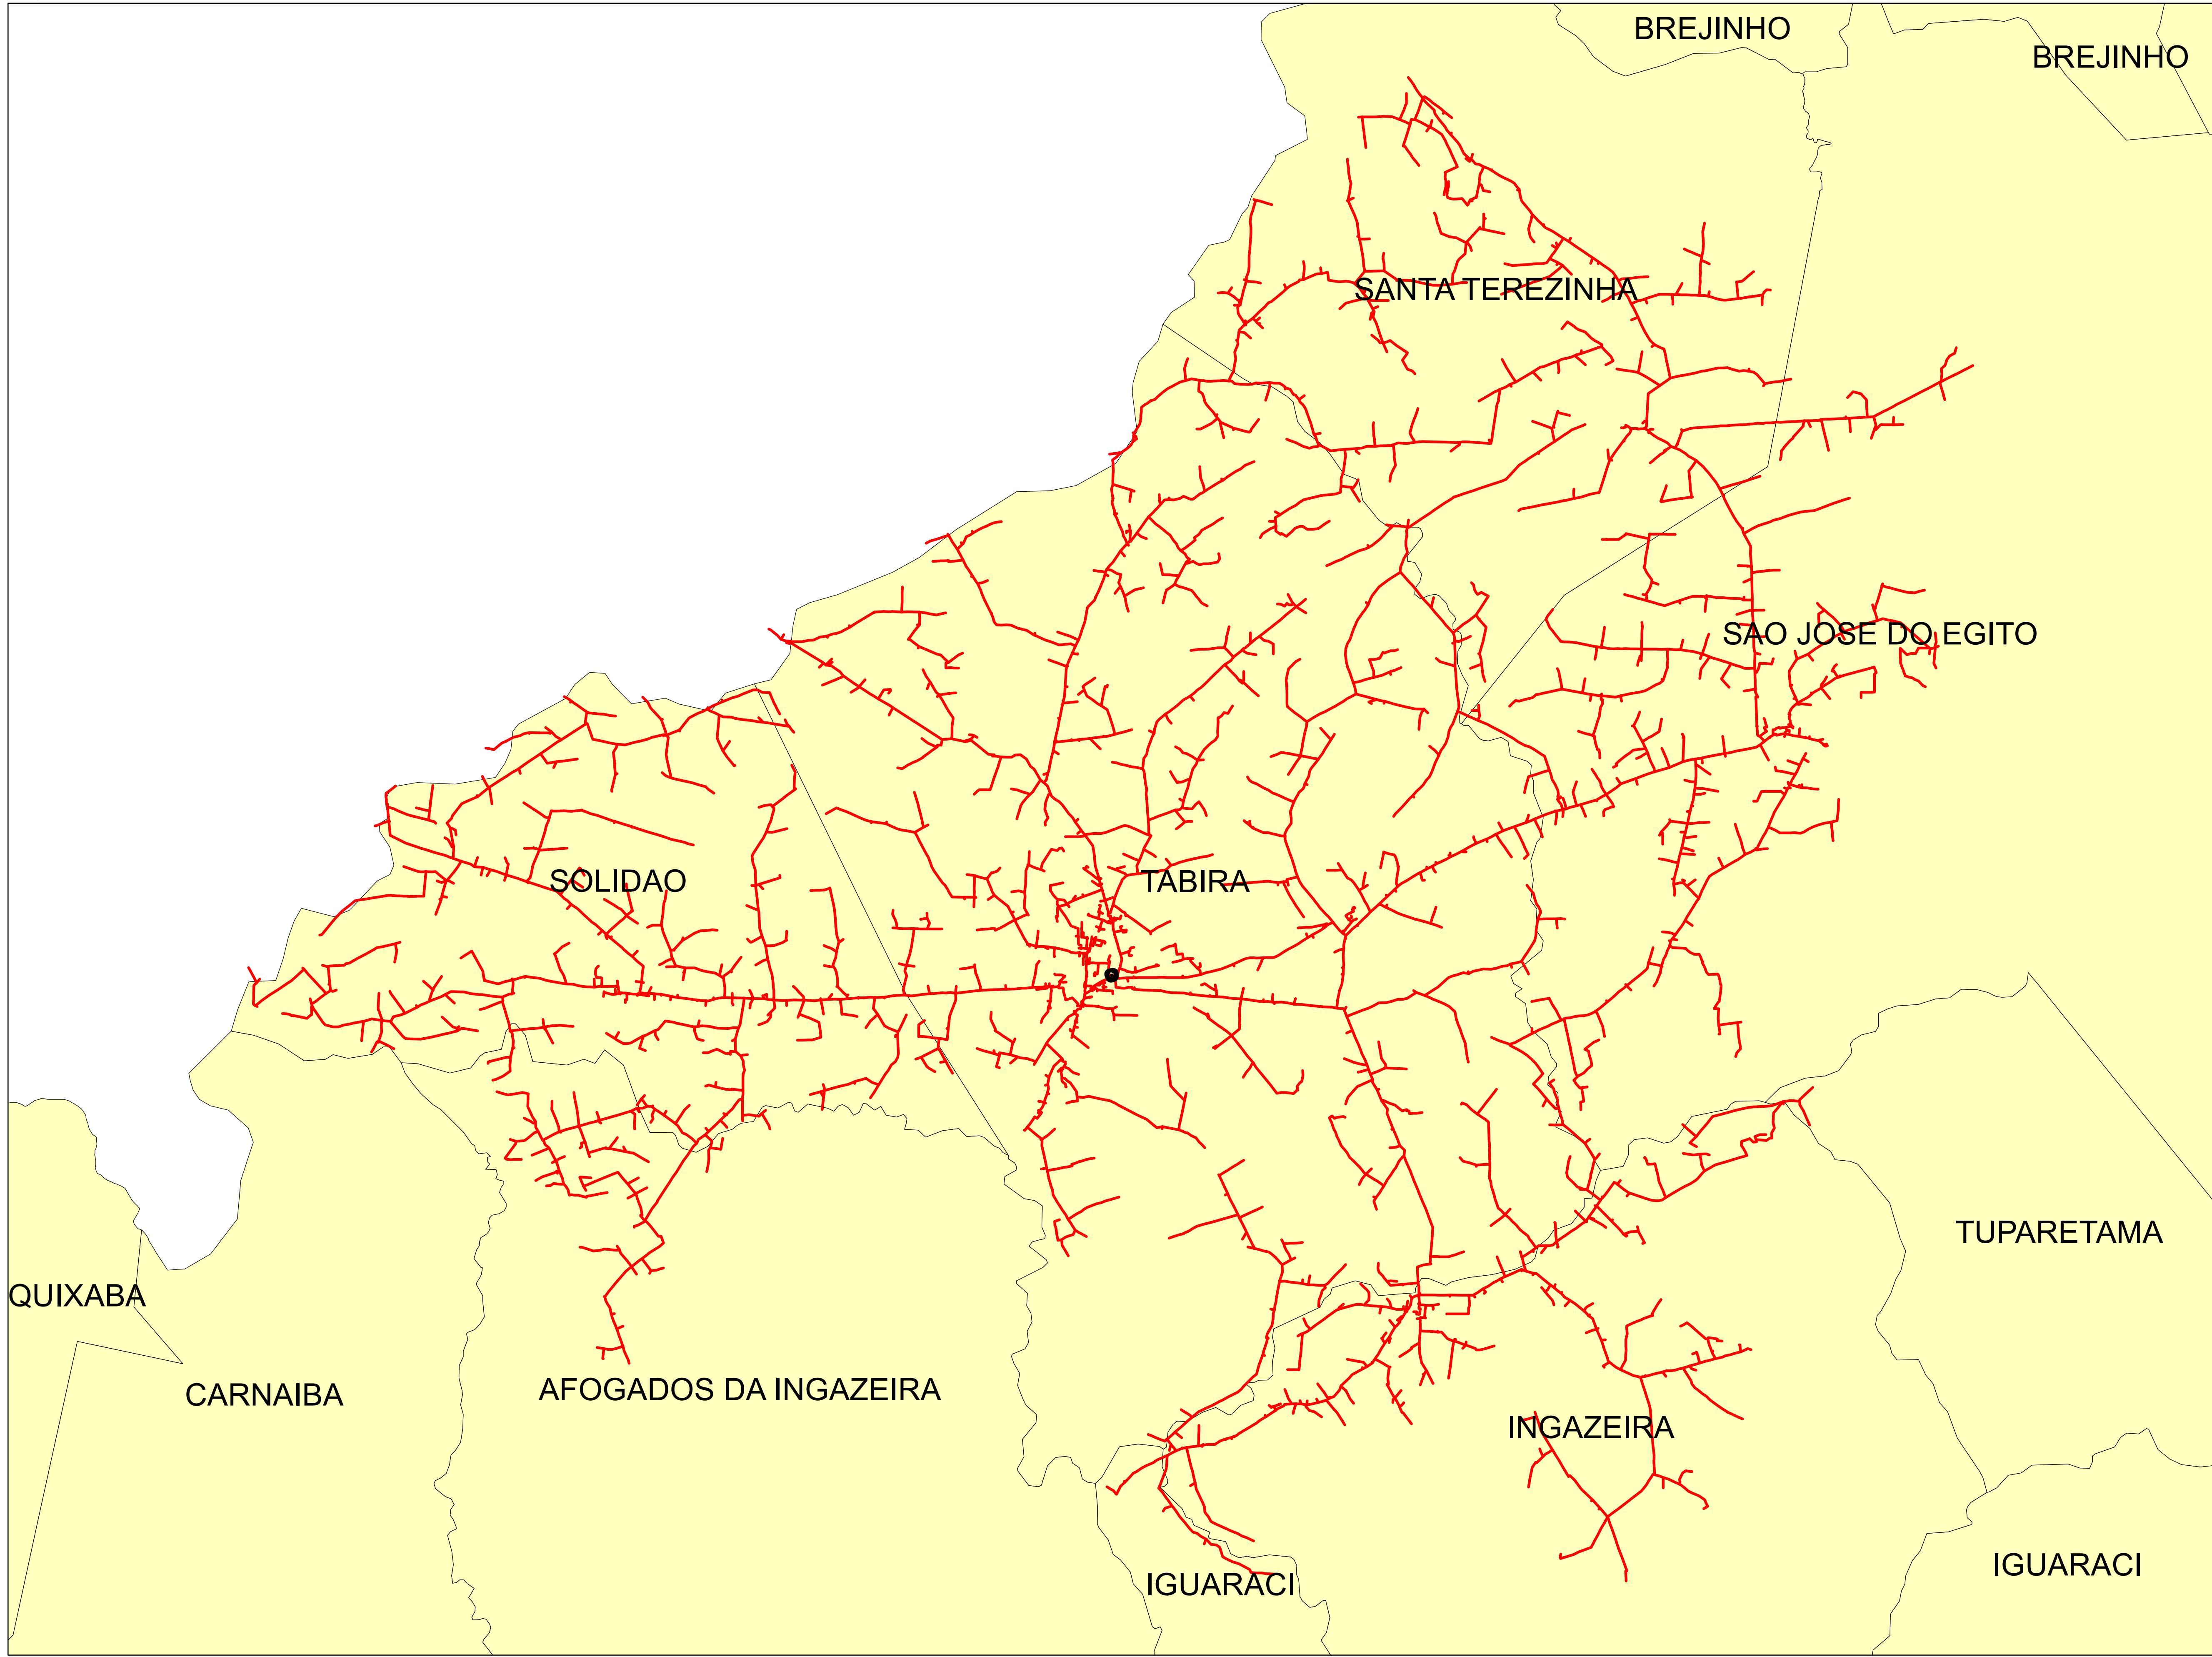 BREJINHO
BREJINHO
SANTA TEREZINHA
SAO JOSE DO EGITO
SOLIDAO
TABIRA
TUPARETAMA
QUIXABA
CARNAIBA
AFOGADOS DA INGAZEIRA
INGAZEIRA
IGUARACI
IGUARACI